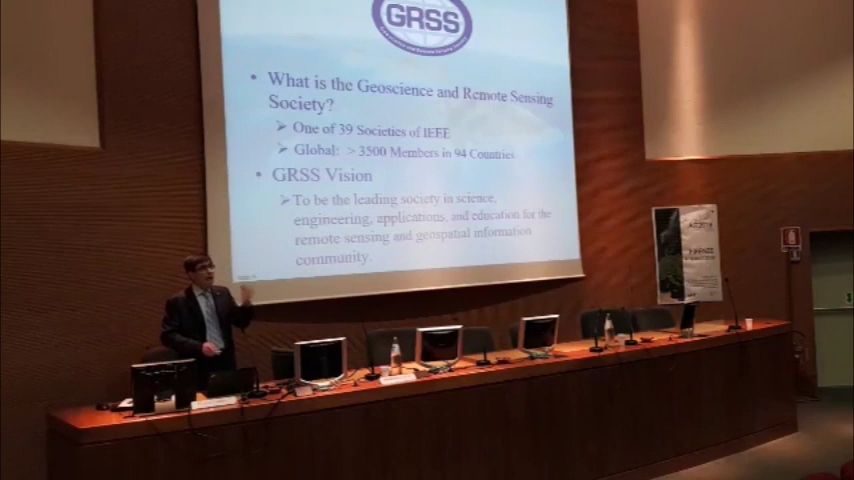 GRSS
• What is the Geoscience and Remote Sensing
Society?
➢ One of 39 Societies of IEEE
➢ Global: > 3500 Members in 94 Countries
• GRSS Vision
➢ To be the leading society in science,
engineering, applications, and education for the
remote sensing and geospatial information
community.
FIRENZE